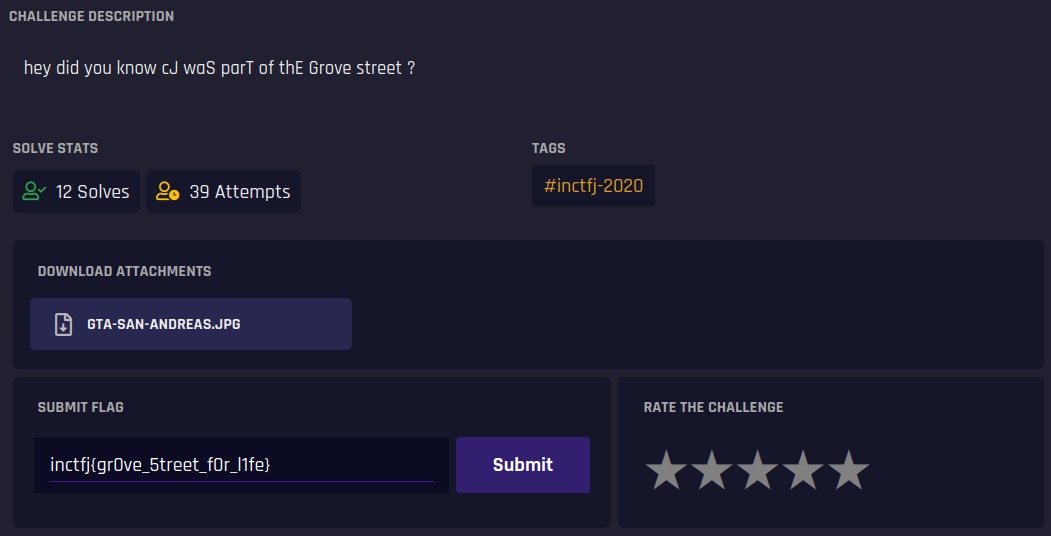 CHALLENGE DESCRIPTION
hey did you know cJ waS parT of thE Grove street ?
SOLVE STATS
TAGS
12 Solves
39 Attempts
#inctfj-2020
DOWNLOAD ATTACHMENTS
GTA-SAN-ANDREAS.JPG
SUBMIT FLAG
RATE THE CHALLENGE
inctfj{gr0ve_5treet_f0r_l1fe}
Submit